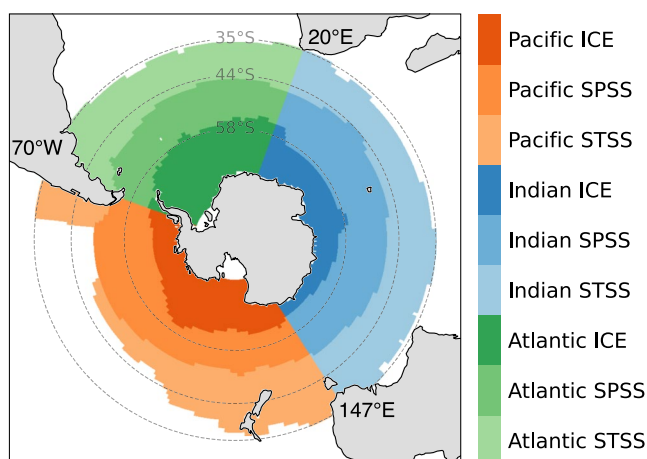 35°S
20°E
44°S
58°S
70°W
147°E
Pacific ICE
Pacific SPSS
Pacific STSS
Indian ICE
Indian SPSS
Indian STSS
Atlantic ICE
Atlantic SPSS
Atlantic STSS